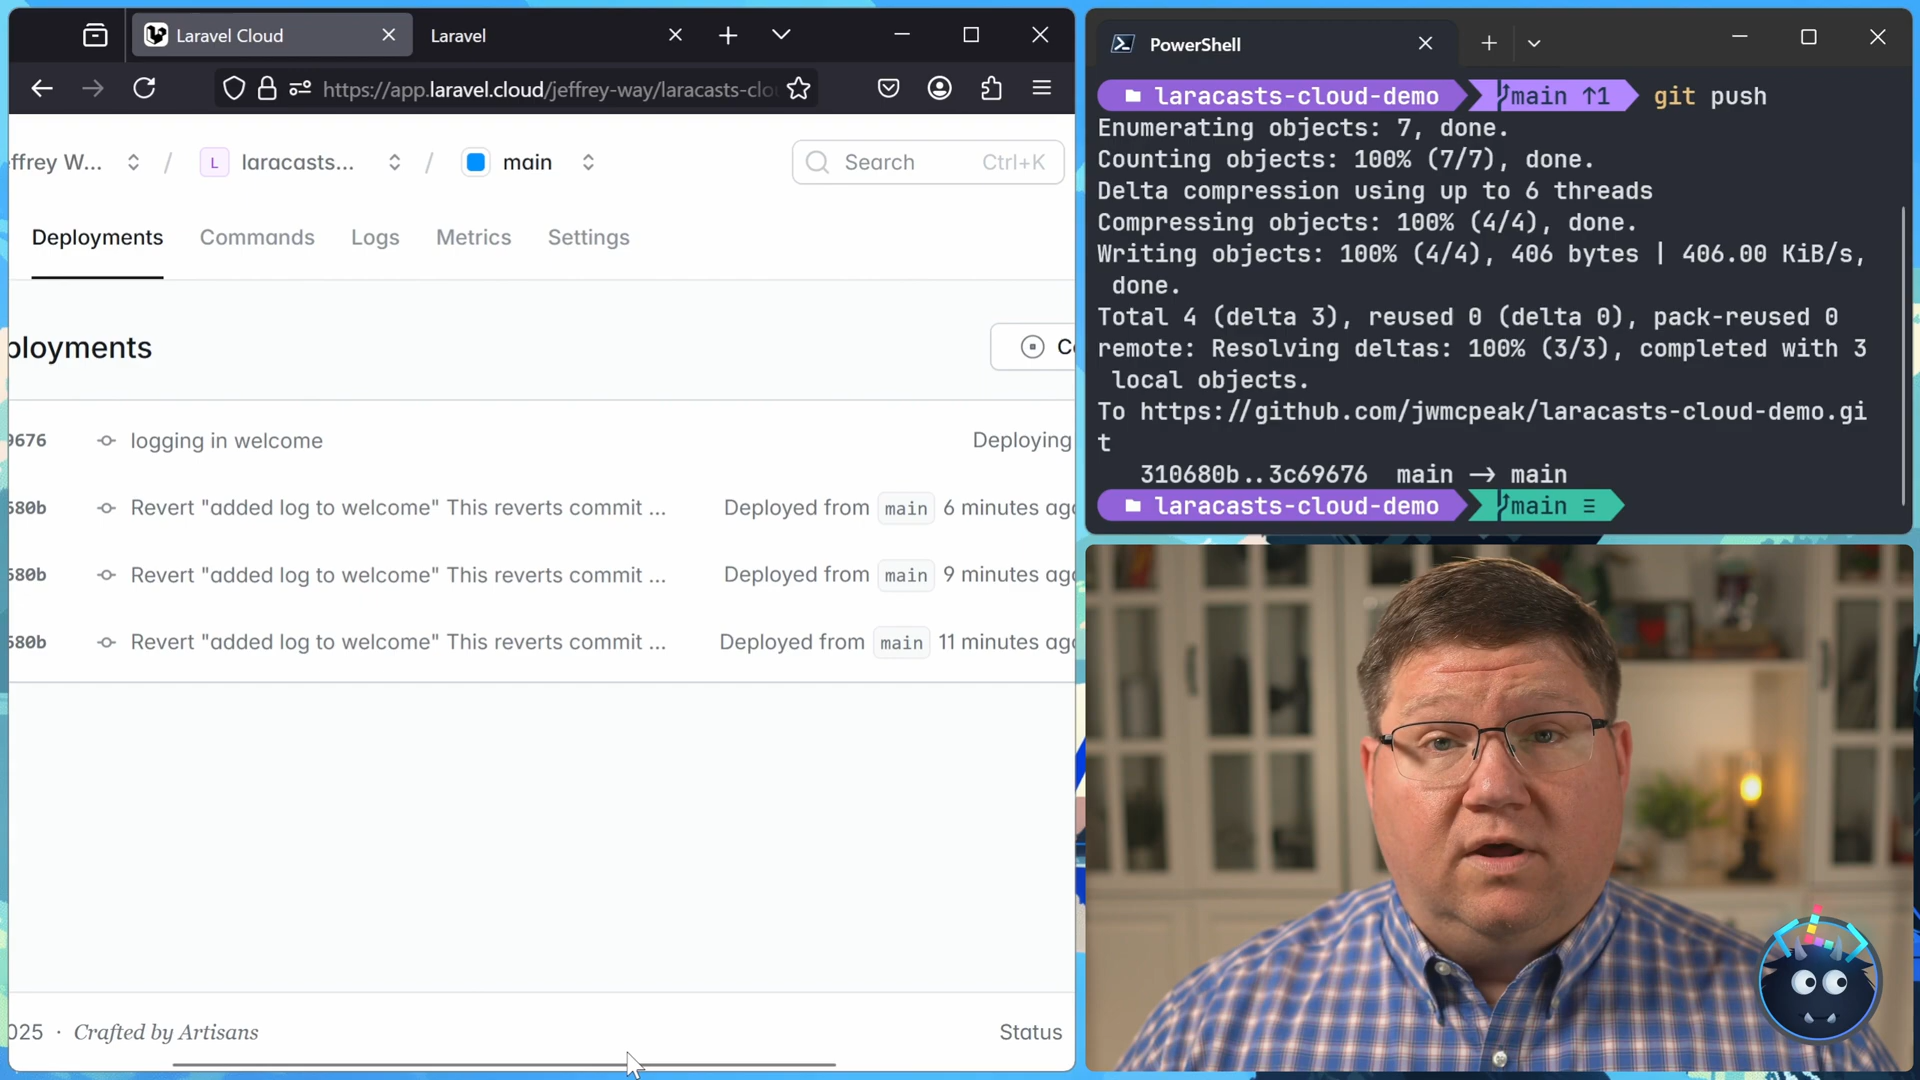 Laravel Cloud
Laravel
https://app.laravel.cloud/jeffrey-way/laracasts-clo
effrey W... / L laracasts... / main
Search Ctrl+K
Deployments Commands Logs Metrics Settings
ployments
9676 logging in welcome Deploying
680b Revert "added log to welcome" This reverts commit ... Deployed from main 6 minutes ago
680b Revert "added log to welcome" This reverts commit ... Deployed from main 9 minutes ago
680b Revert "added log to welcome" This reverts commit ... Deployed from main 11 minutes ago
025 · Crafted by Artisans Status
PowerShell
laracasts-cloud-demo main ↑1 git push
Enumerating objects: 7, done.
Counting objects: 100% (7/7), done.
Delta compression using up to 6 threads
Compressing objects: 100% (4/4), done.
Writing objects: 100% (4/4), 406 bytes | 406.00 KiB/s,
done.
Total 4 (delta 3), reused 0 (delta 0), pack-reused 0
remote: Resolving deltas: 100% (3/3), completed with 3
local objects.
To https://github.com/jwmcpeak/laracasts-cloud-demo.gi
t
310680b..3c69676 main -> main
laracasts-cloud-demo main ≡